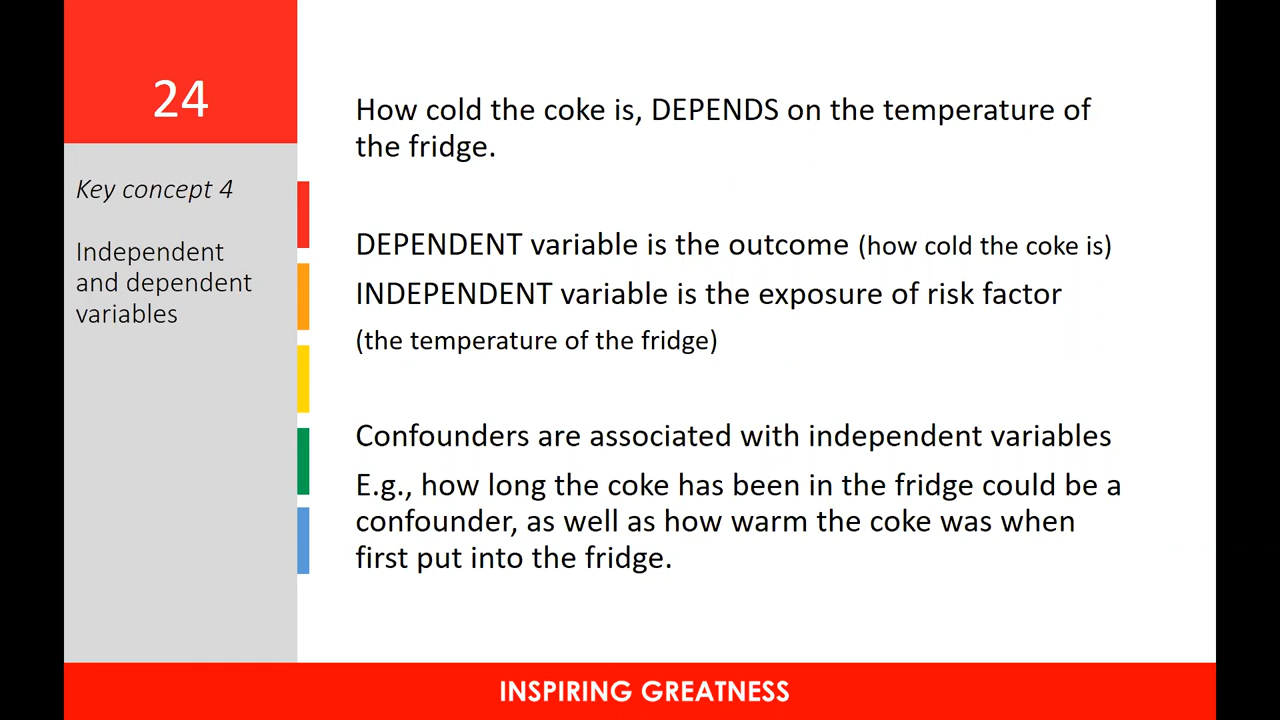 24
Key concept 4
Independent
and dependent
variables
How cold the coke is, DEPENDS on the temperature of
the fridge.
DEPENDENT variable is the outcome (how cold the coke is)
INDEPENDENT variable is the exposure of risk factor
(the temperature of the fridge)
Confounders are associated with independent variables
E.g., how long the coke has been in the fridge could be a
confounder, as well as how warm the coke was when
first put into the fridge.
INSPIRING GREATNESS